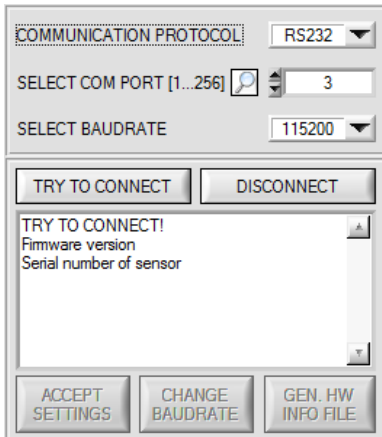 COMMUNICATION PROTOCOL RS232
SELECT COM PORT [1...256] 3
SELECT BAUDRATE 115200
TRY TO CONNECT DISCONNECT
TRY TO CONNECT!
Firmware version
Serial number of sensor
ACCEPT SETTINGS CHANGE BAUDRATE GEN. HW INFO FILE